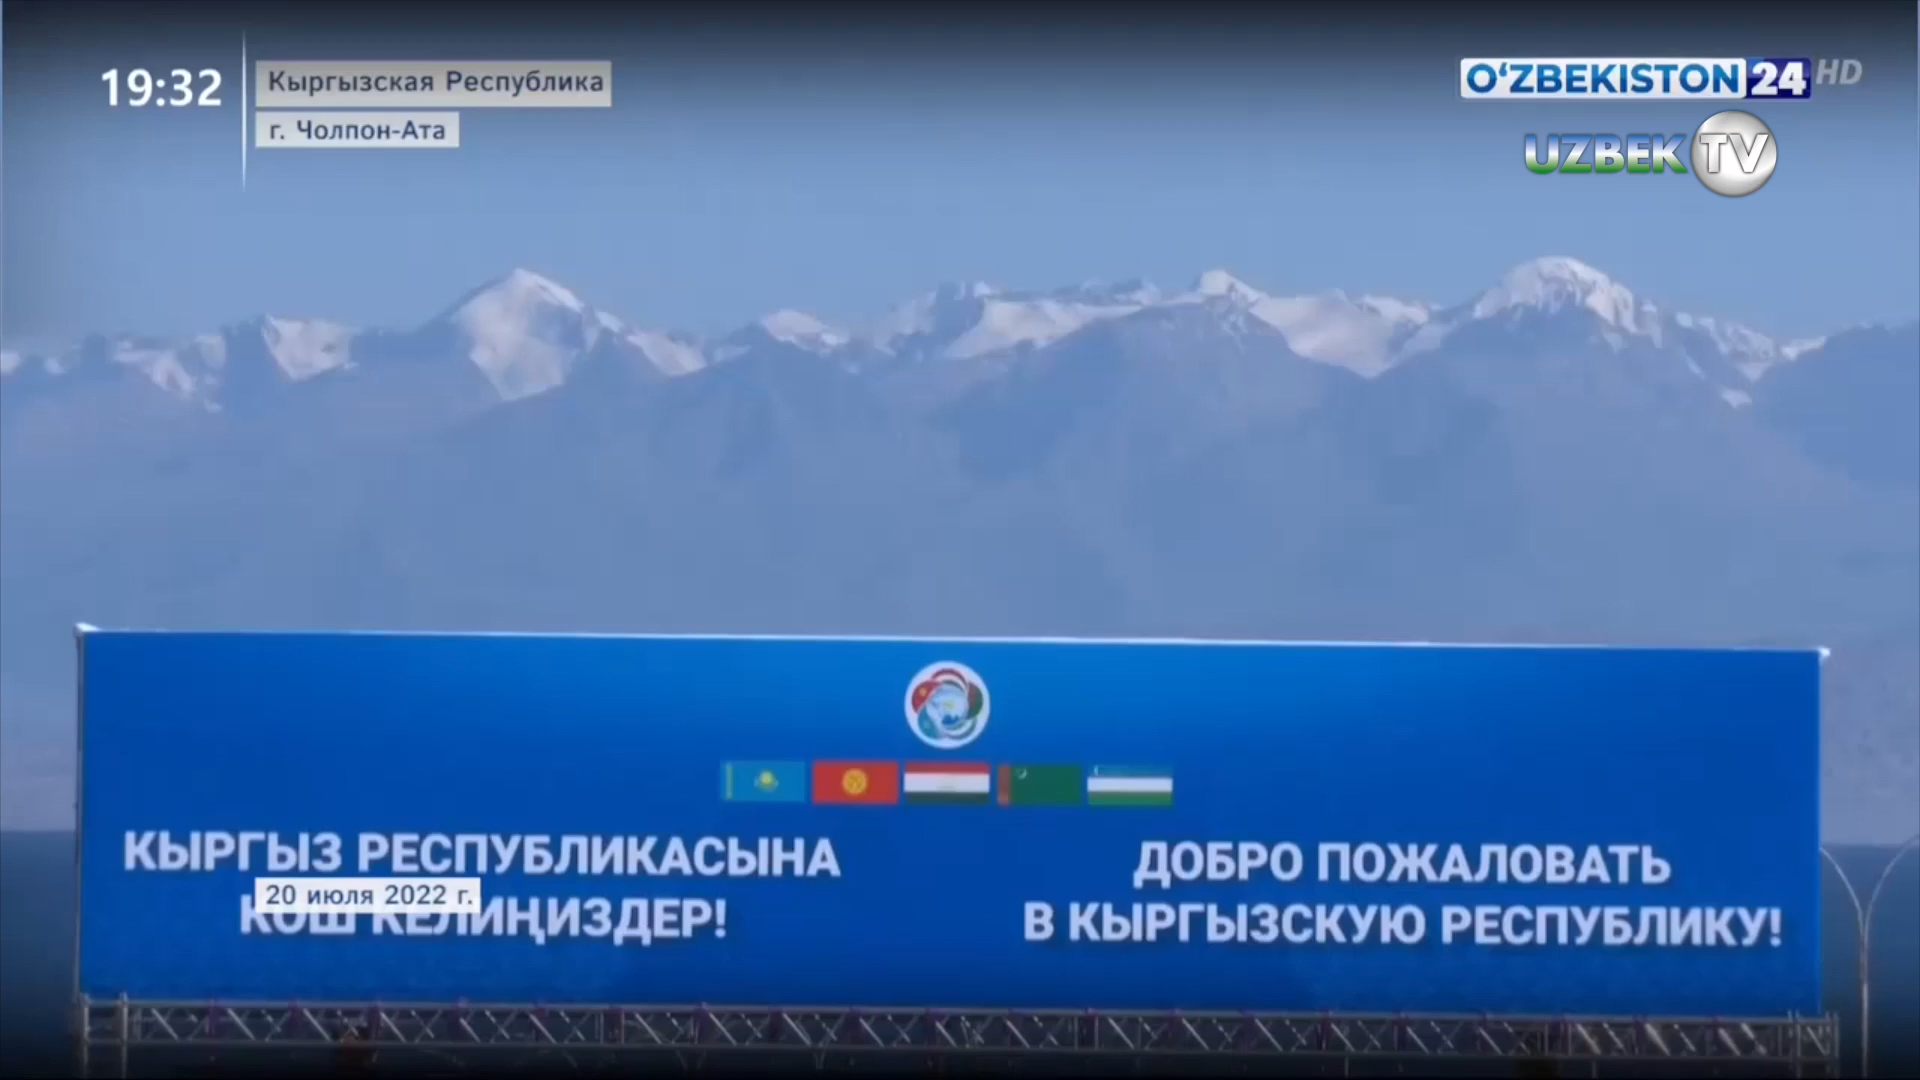 19:32
Кыргызская Республика
г. Чолпон-Ата
O‘ZBEKISTON 24 HD
UZBEK TV
КЫРГЫЗ РЕСПУБЛИКАСЫНА
КОШ КЕЛИҢИЗДЕР!
ДОБРО ПОЖАЛОВАТЬ
В КЫРГЫЗСКУЮ РЕСПУБЛИКУ!
20 июля 2022 г.